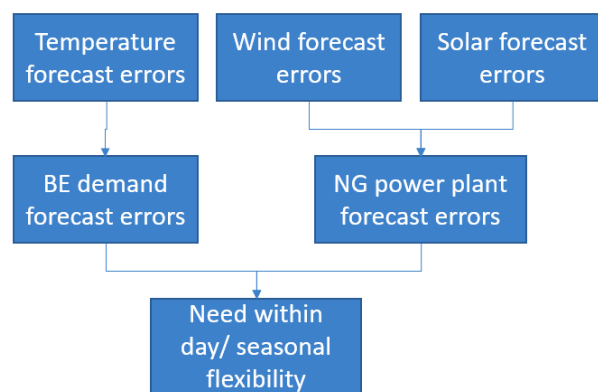 Temperature
forecast errors
Wind forecast
errors
Solar forecast
errors
BE demand
forecast errors
NG power plant
forecast errors
Need within
day/ seasonal
flexibility